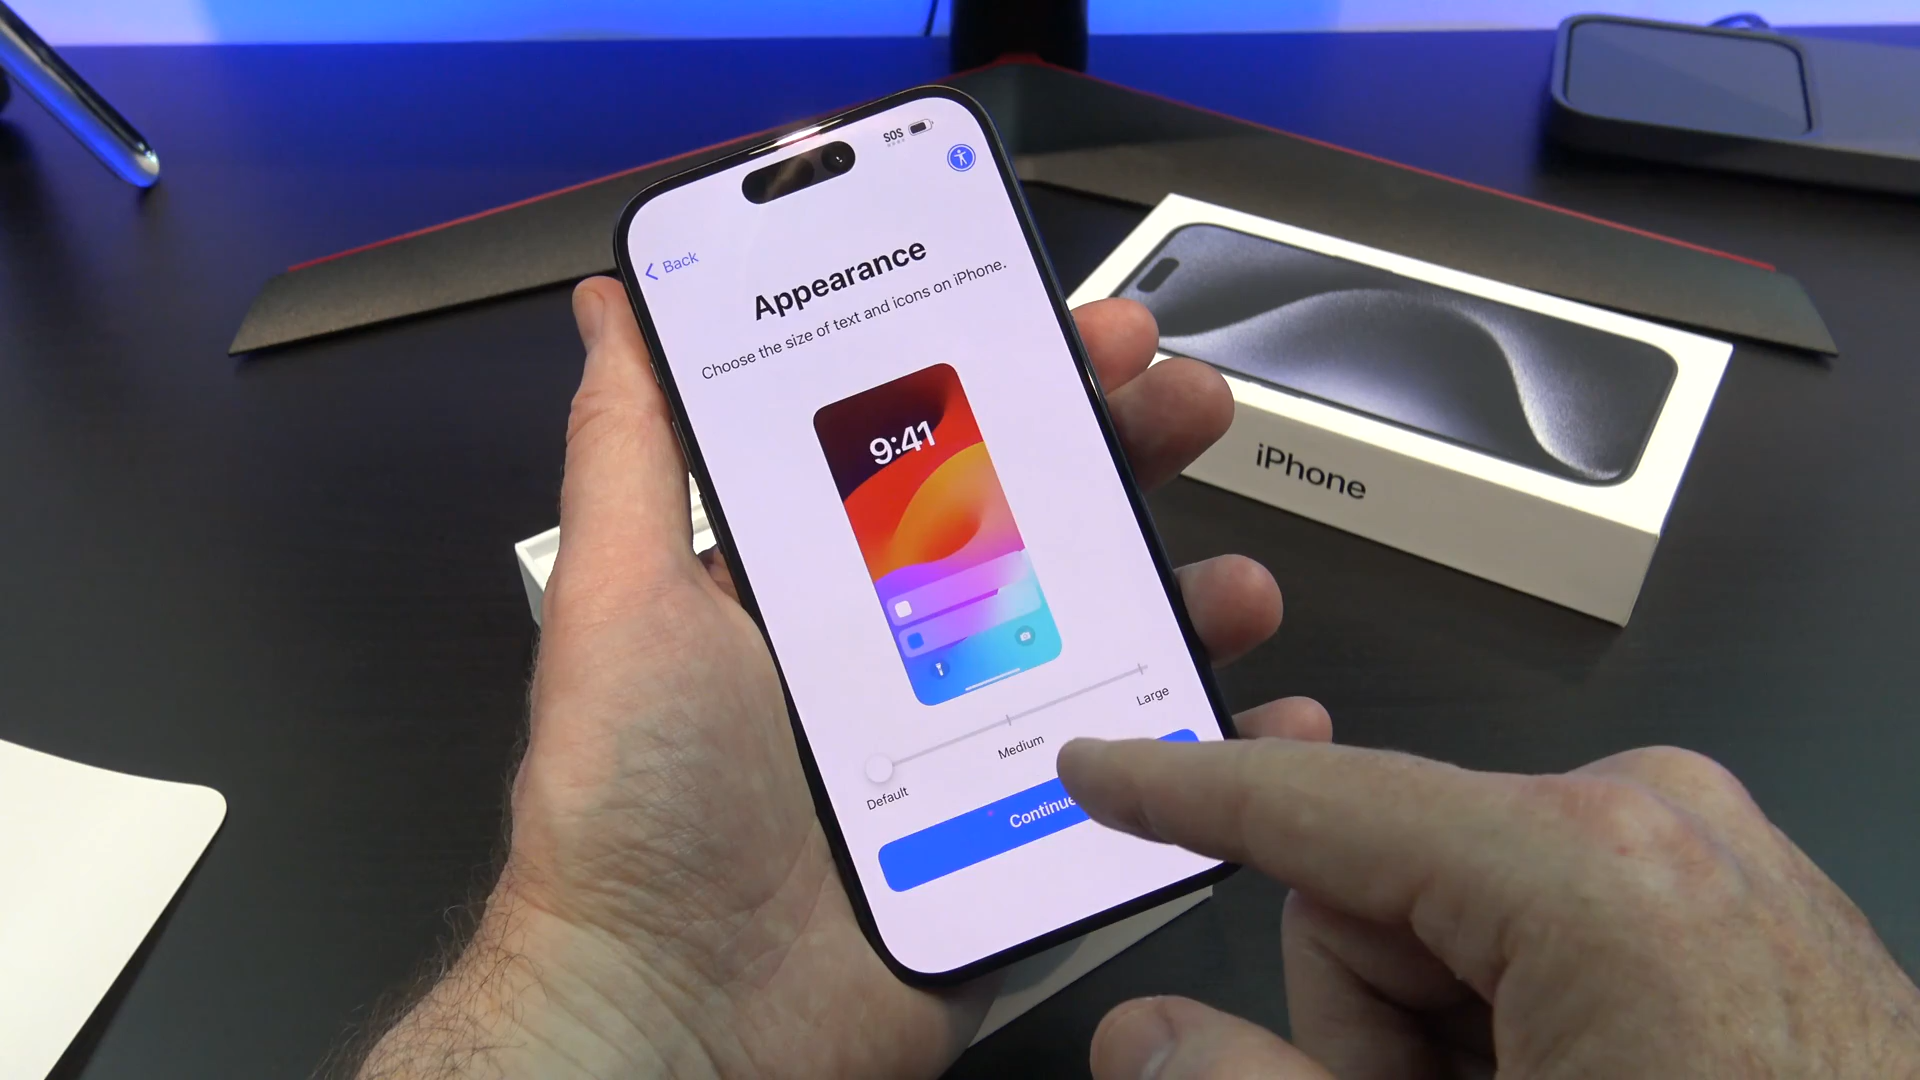 SOS
Back
Appearance
Choose the size of text and icons on iPhone.
9:41
Large
Medium
Default
Continue
iPhone